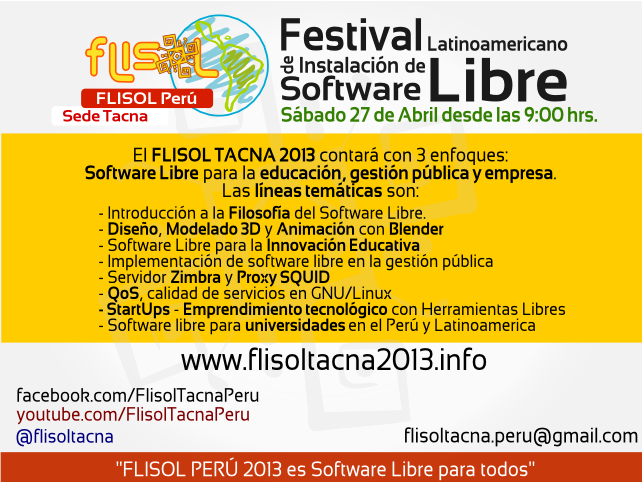 flisol
FLISOL Perú
Sede Tacna
Festival Latinoamericano
de Instalación de
Software Libre
Sábado 27 de Abril desde las 9:00 hrs.
El FLISOL TACNA 2013 contará con 3 enfoques:
Software Libre para la educación, gestión pública y empresa.
Las líneas temáticas son:
- Introducción a la Filosofía del Software Libre.
- Diseño, Modelado 3D y Animación con Blender
- Software Libre para la Innovación Educativa
- Implementación de software libre en la gestión pública
- Servidor Zimbra y Proxy SQUID
- QoS, calidad de servicios en GNU/Linux
- StartUps - Emprendimiento tecnológico con Herramientas Libres
- Software libre para universidades en el Perú y Latinoamerica
www.flisoltacna2013.info
facebook.com/FlisolTacnaPeru
youtube.com/FlisolTacnaPeru
@flisoltacna
flisoltacna.peru@gmail.com
"FLISOL PERÚ 2013 es Software Libre para todos"